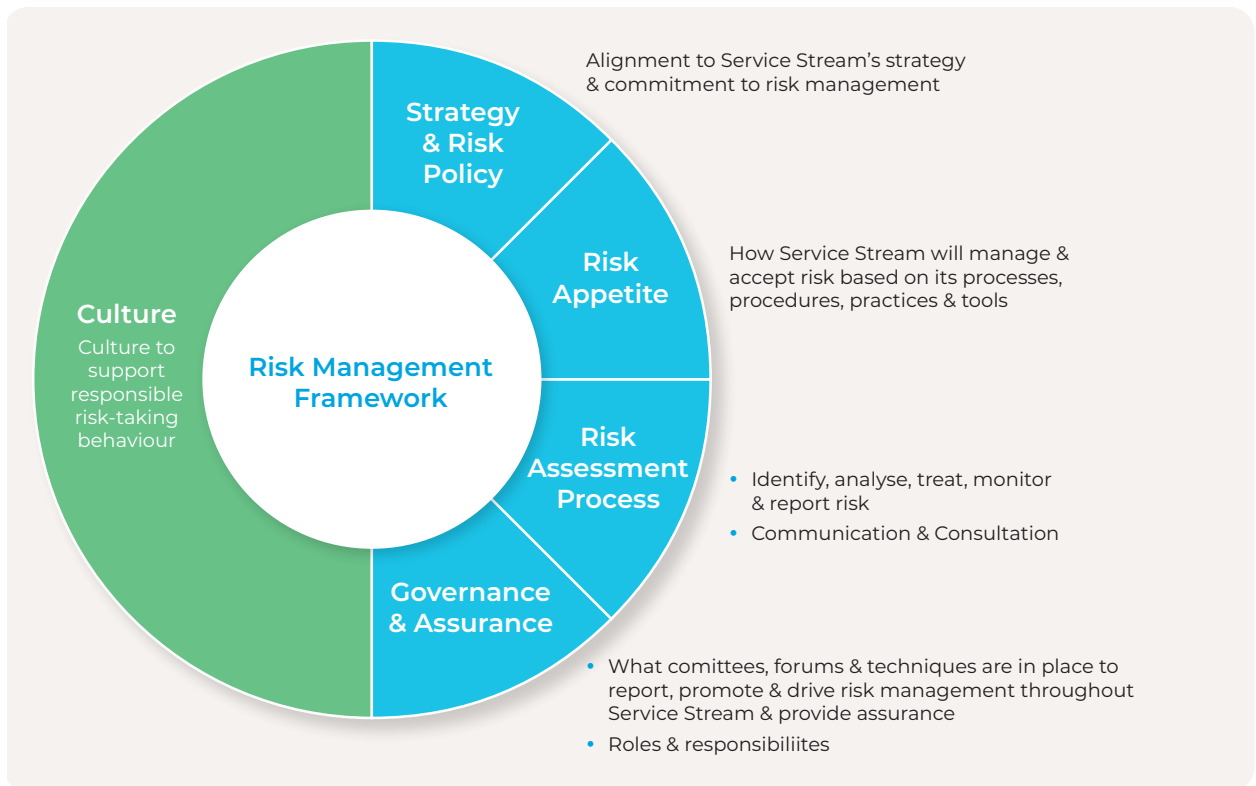 Alignment to Service Stream’s strategy
& commitment to risk management
Strategy
& Risk
Policy
Risk
Appetite
How Service Stream will manage &
accept risk based on its processes,
procedures, practices & tools
Culture
Culture to
support
responsible
risk-taking
behaviour
Risk Management
Framework
Risk
Assessment
Process
• Identify, analyse, treat, monitor
& report risk
• Communication & Consultation
Governance
& Assurance
• What comittees, forums & techniques are in place to
report, promote & drive risk management throughout
Service Stream & provide assurance
• Roles & responsibiliites